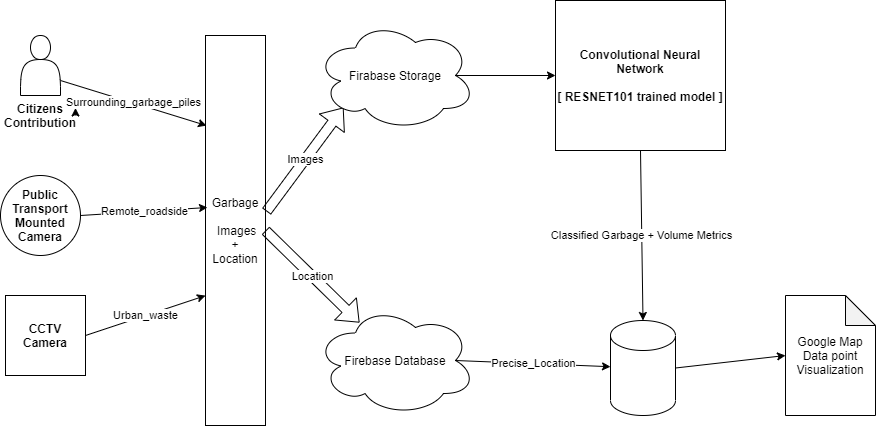 Citizens
Contribution
Surrounding_garbage_piles
Public
Transport
Mounted
Camera
Remote_roadside
CCTV
Camera
Urban_waste
Garbage
Images
+
Location
Images
Location
Firabase Storage
Firebase Database
Convolutional Neural
Network
[ RESNET101 trained model ]
Classified Garbage + Volume Metrics
Precise_Location
Google Map
Data point
Visualization